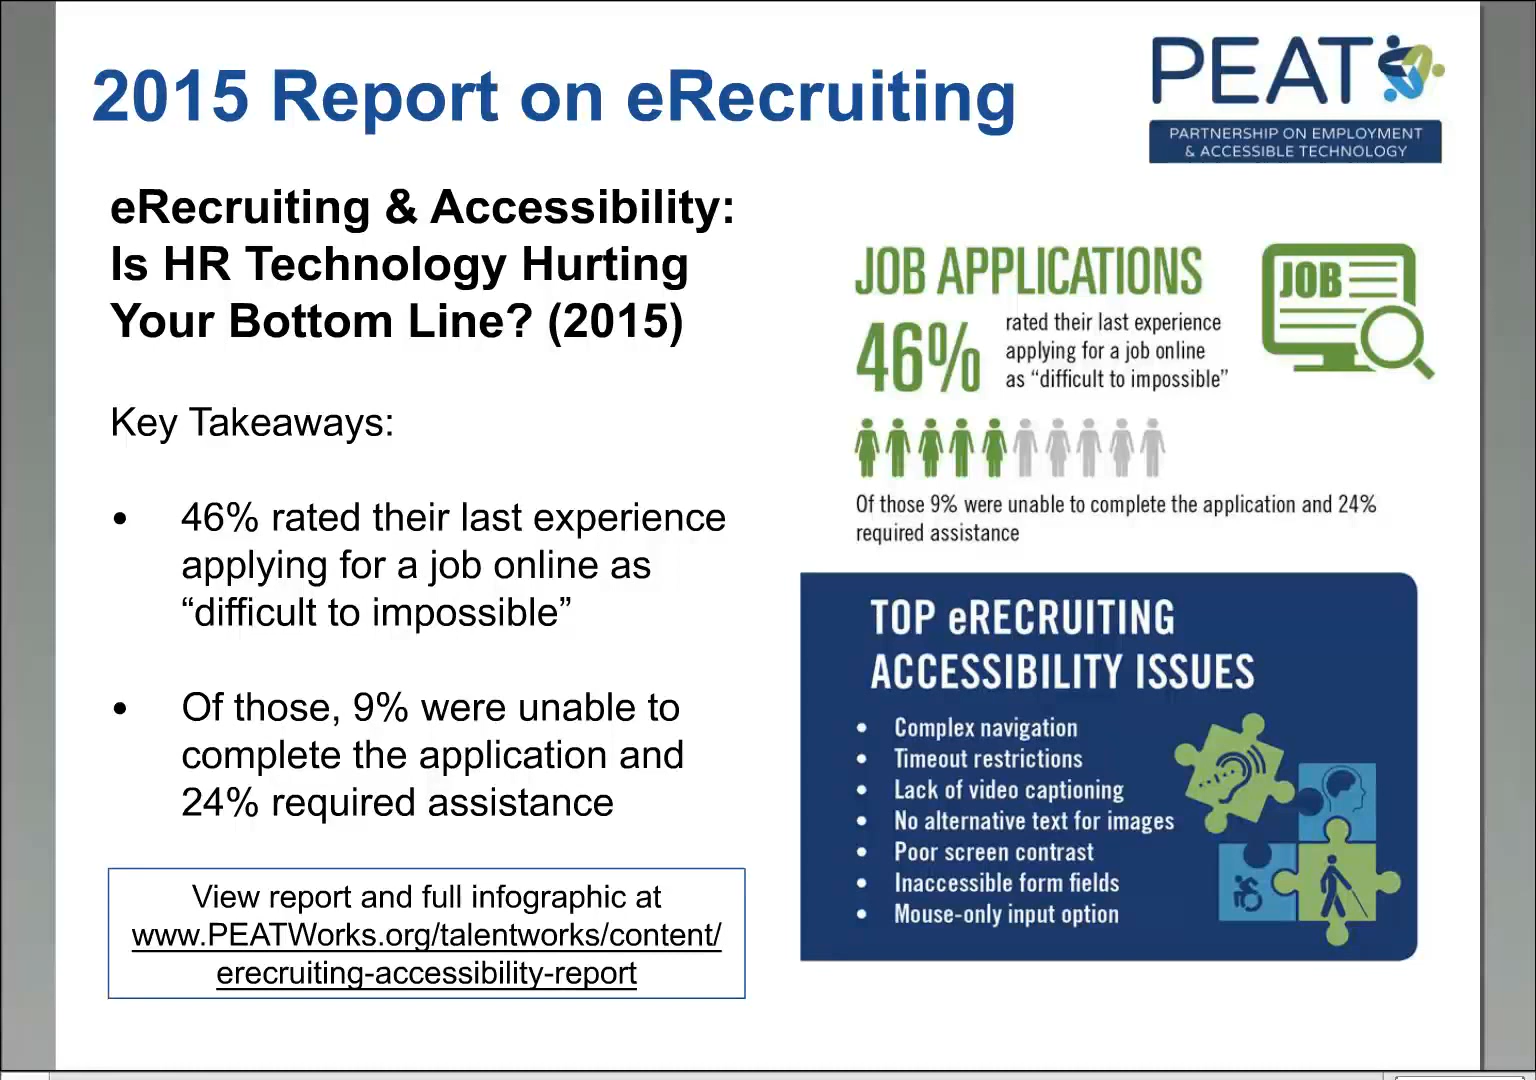 2015 Report on eRecruiting
PEAT
PARTNERSHIP ON EMPLOYMENT
& ACCESSIBLE TECHNOLOGY
eRecruiting & Accessibility:
Is HR Technology Hurting
Your Bottom Line? (2015)
Key Takeaways:
• 46% rated their last experience
applying for a job online as
“difficult to impossible”
• Of those, 9% were unable to
complete the application and
24% required assistance
View report and full infographic at
www.PEATWorks.org/talentworks/content/
erecruiting-accessibility-report
JOB APPLICATIONS
46%
rated their last experience
applying for a job online
as “difficult to impossible”
JOB
Of those 9% were unable to complete the application and 24%
required assistance
TOP eRECRUITING
ACCESSIBILITY ISSUES
• Complex navigation
• Timeout restrictions
• Lack of video captioning
• No alternative text for images
• Poor screen contrast
• Inaccessible form fields
• Mouse-only input option